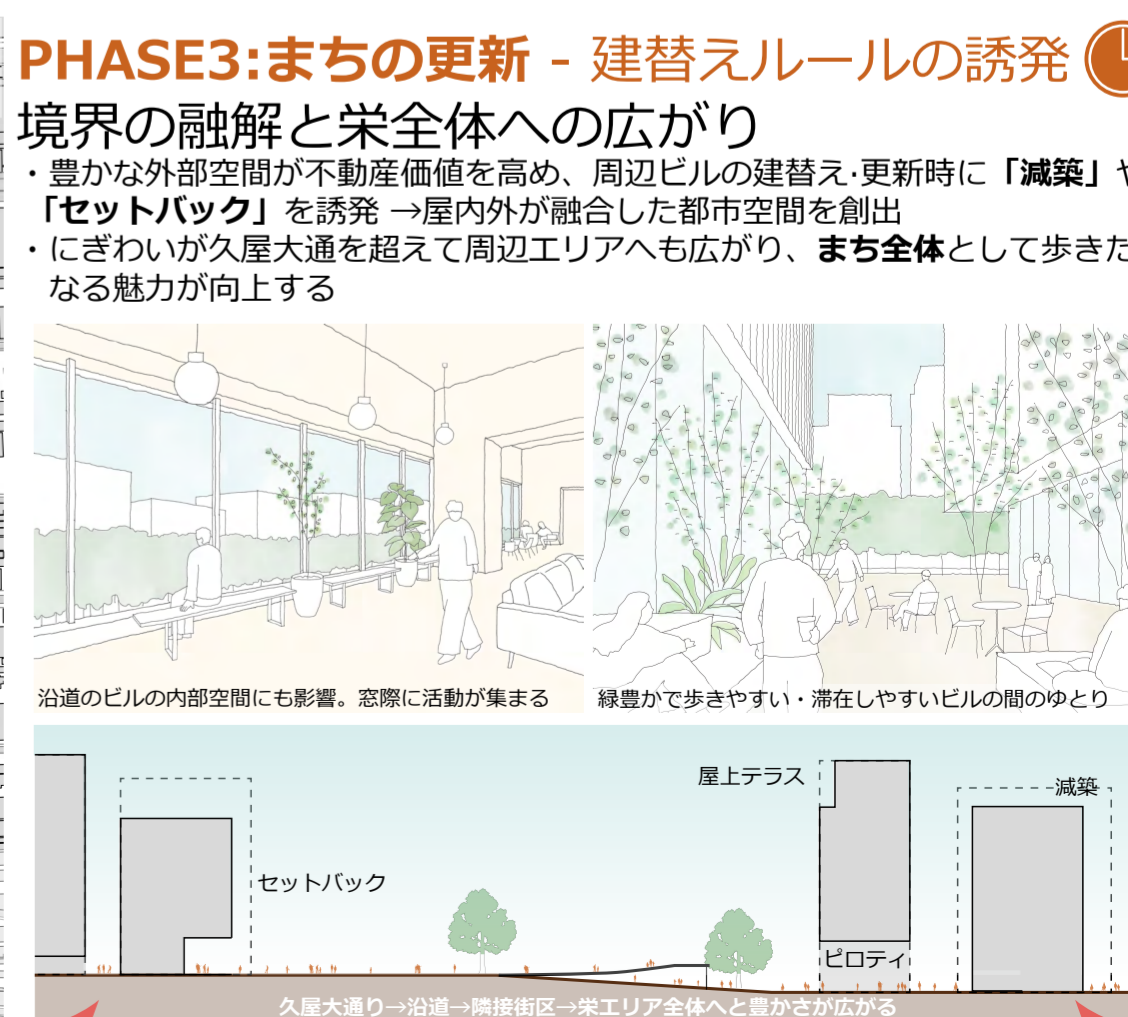 PHASE3:まちの更新 - 建替えルールの誘発
境界の融解と栄全体への広がり
・豊かな外部空間が不動産価値を高め、周辺ビルの建替え･更新時に「減築」や
「セットバック」を誘発 →屋内外が融合した都市空間を創出
・にぎわいが久屋大通を超えて周辺エリアへも広がり、まち全体として歩きた
なる魅力が向上する
沿道のビルの内部空間にも影響。窓際に活動が集まる
緑豊かで歩きやすい・滞在しやすいビルの間のゆとり
屋上テラス
減築
セットバック
ピロティ
久屋大通り→沿道→隣接街区→栄エリア全体へと豊かさが広がる